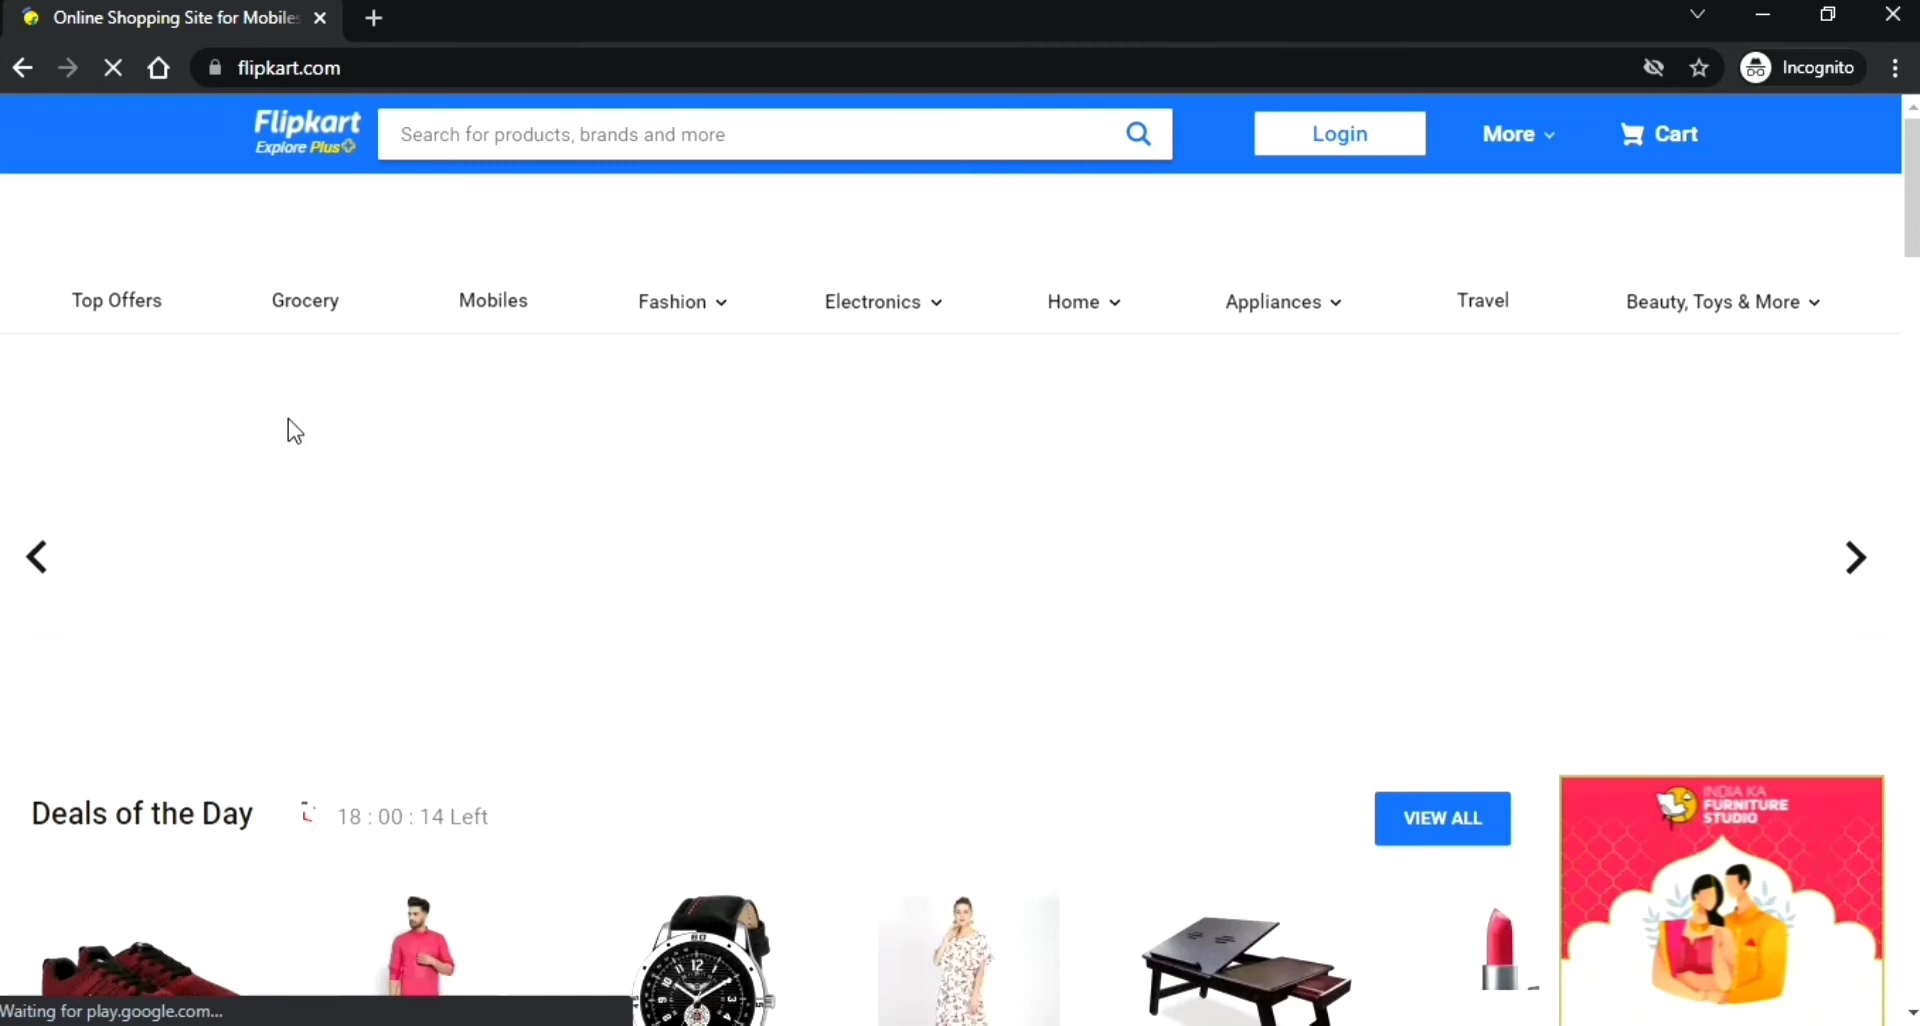 Online Shopping Site for Mobiles
flipkart.com
Incognito
Flipkart
Explore Plus
Search for products, brands and more
Login
More
Cart
Top Offers
Grocery
Mobiles
Fashion
Electronics
Home
Appliances
Travel
Beauty, Toys & More
Deals of the Day
18 : 00 : 14 Left
VIEW ALL
INDIA KA
FURNITURE
STUDIO
Waiting for play.google.com...